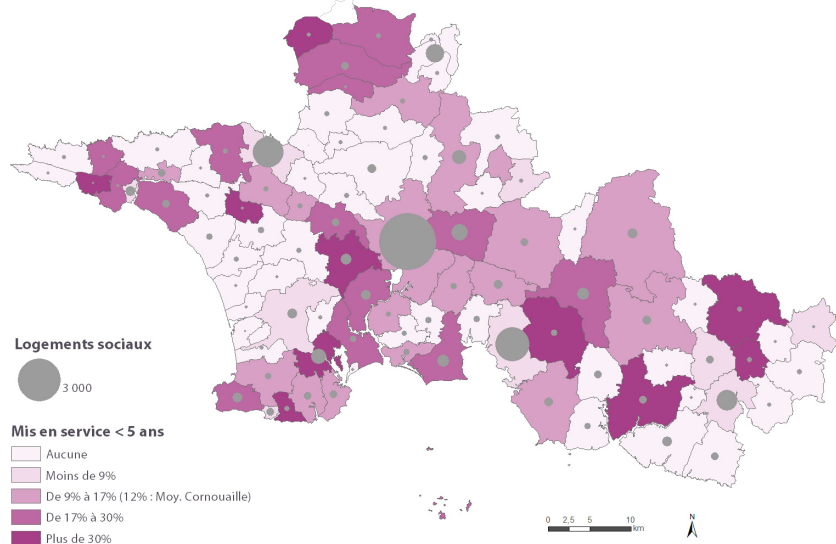 Logements sociaux
3 000
Mis en service < 5 ans
Aucune
Moins de 9%
De 9% à 17% (12% : Moy. Cornouaille)
De 17% à 30%
Plus de 30%
0 2,5 5 10
km
N